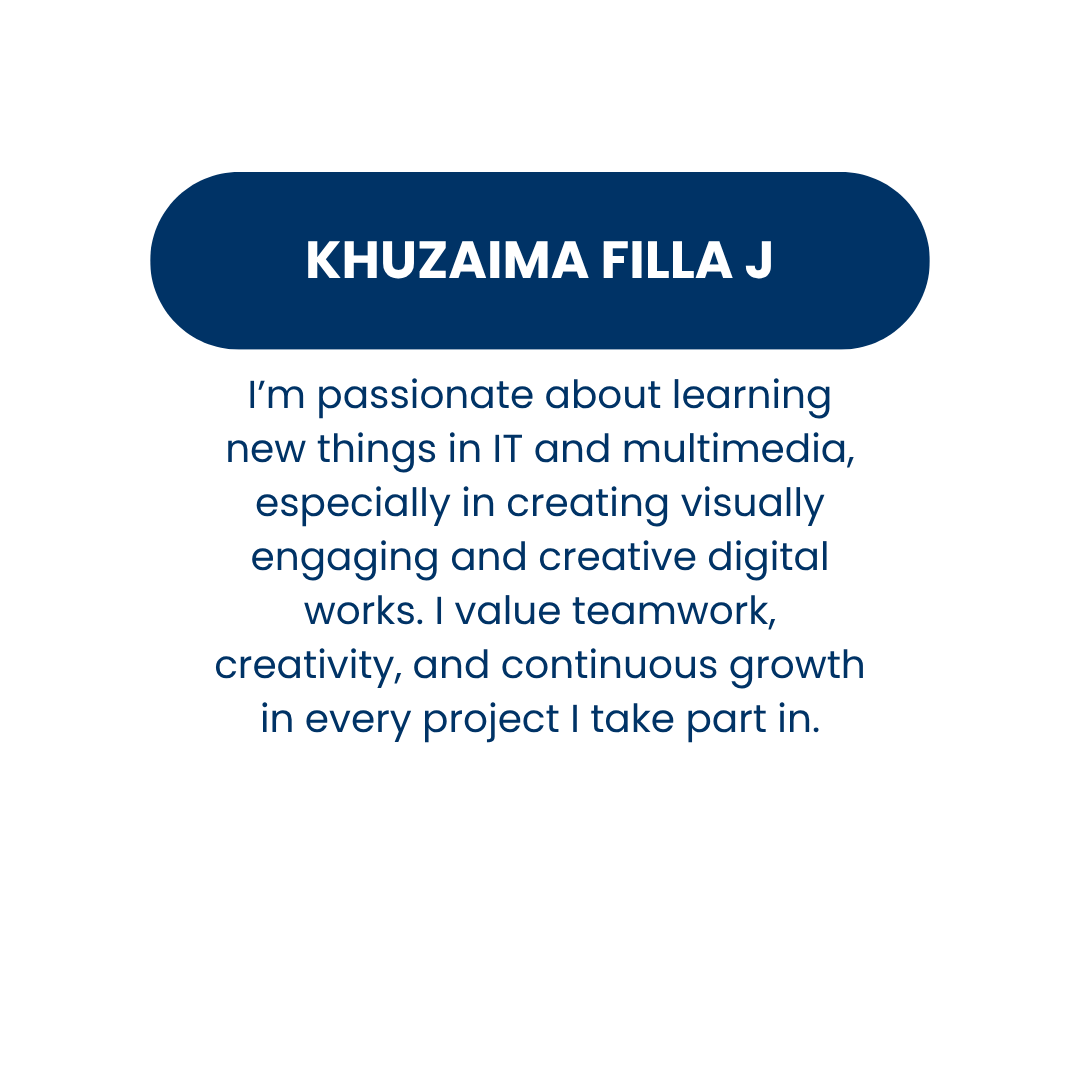 KHUZAIMA FILLA J
I’m passionate about learning
new things in IT and multimedia,
especially in creating visually
engaging and creative digital
works. I value teamwork,
creativity, and continuous growth
in every project I take part in.